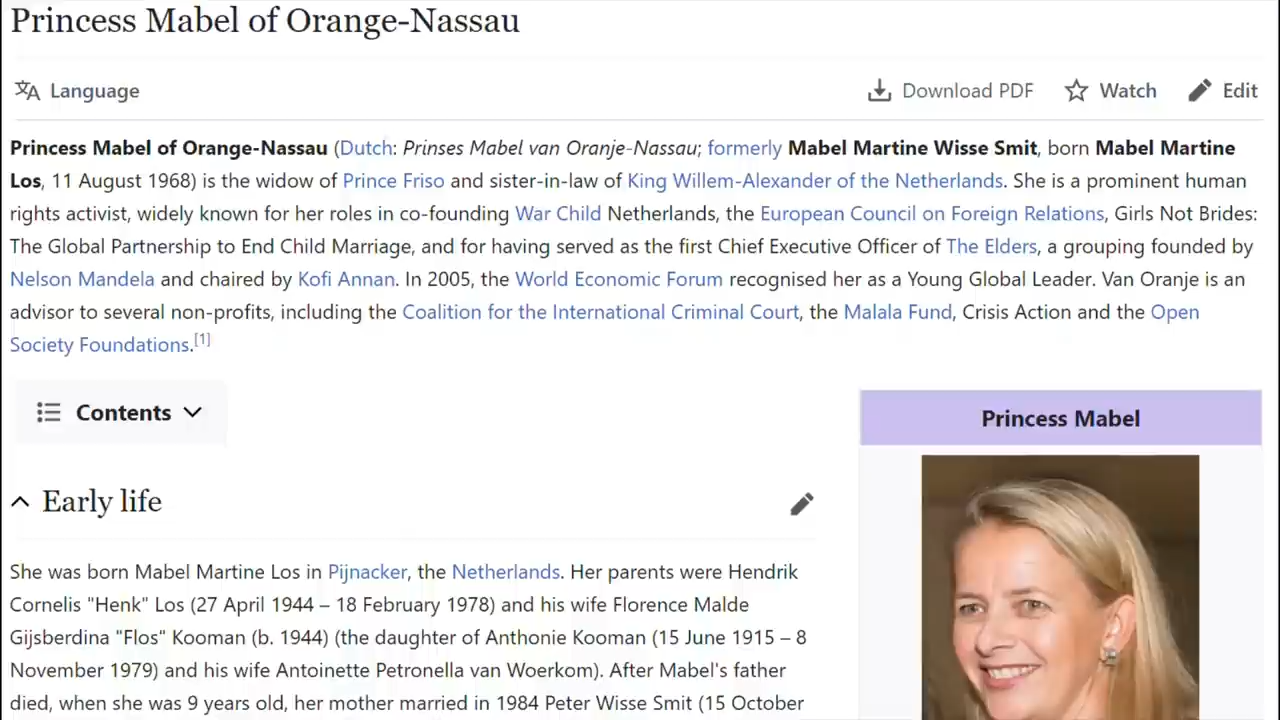 Princess Mabel of Orange-Nassau
Language
Download PDF
Watch
Edit
Princess Mabel of Orange-Nassau (Dutch: Prinses Mabel van Oranje-Nassau; formerly Mabel Martine Wisse Smit, born Mabel Martine
Los, 11 August 1968) is the widow of Prince Friso and sister-in-law of King Willem-Alexander of the Netherlands. She is a prominent human
rights activist, widely known for her roles in co-founding War Child Netherlands, the European Council on Foreign Relations, Girls Not Brides:
The Global Partnership to End Child Marriage, and for having served as the first Chief Executive Officer of The Elders, a grouping founded by
Nelson Mandela and chaired by Kofi Annan. In 2005, the World Economic Forum recognised her as a Young Global Leader. Van Oranje is an
advisor to several non-profits, including the Coalition for the International Criminal Court, the Malala Fund, Crisis Action and the Open
Society Foundations.[1]
Contents
Princess Mabel
Early life
She was born Mabel Martine Los in Pijnacker, the Netherlands. Her parents were Hendrik
Cornelis "Henk" Los (27 April 1944 – 18 February 1978) and his wife Florence Malde
Gijsberdina "Flos" Kooman (b. 1944) (the daughter of Anthonie Kooman (15 June 1915 – 8
November 1979) and his wife Antoinette Petronella van Woerkom). After Mabel's father
died, when she was 9 years old, her mother married in 1984 Peter Wisse Smit (15 October